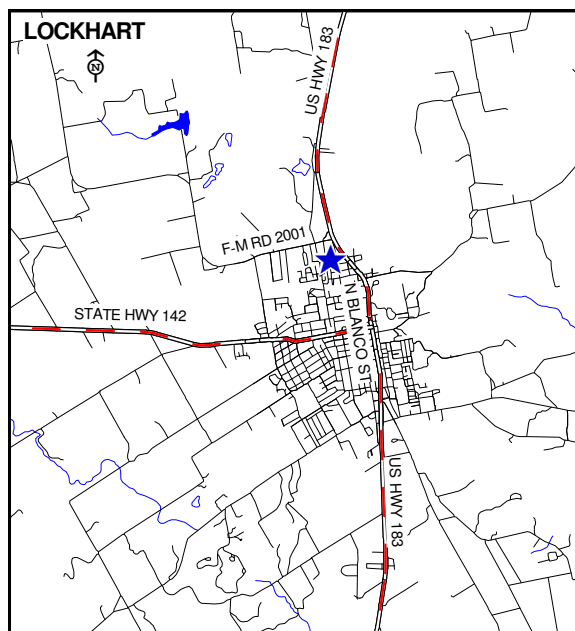 LOCKHART
N
US HWY 183
F-M RD 2001
N BLANCO ST
STATE HWY 142
US HWY 183